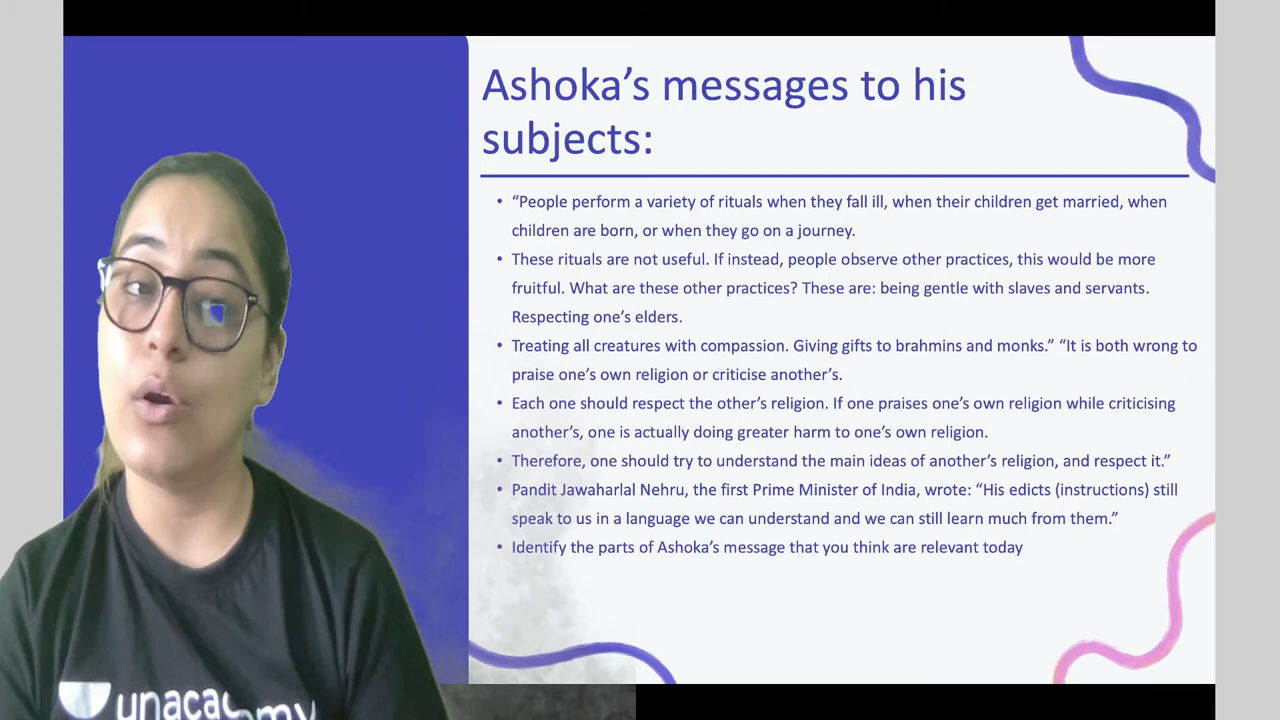 Ashoka’s messages to his
subjects:
• “People perform a variety of rituals when they fall ill, when their children get married, when
children are born, or when they go on a journey.
• These rituals are not useful. If instead, people observe other practices, this would be more
fruitful. What are these other practices? These are: being gentle with slaves and servants.
Respecting one’s elders.
• Treating all creatures with compassion. Giving gifts to brahmins and monks.” “It is both wrong to
praise one’s own religion or criticise another’s.
• Each one should respect the other’s religion. If one praises one’s own religion while criticising
another’s, one is actually doing greater harm to one’s own religion.
• Therefore, one should try to understand the main ideas of another’s religion, and respect it.”
• Pandit Jawaharlal Nehru, the first Prime Minister of India, wrote: “His edicts (instructions) still
speak to us in a language we can understand and we can still learn much from them.”
• Identify the parts of Ashoka’s message that you think are relevant today
unacademy